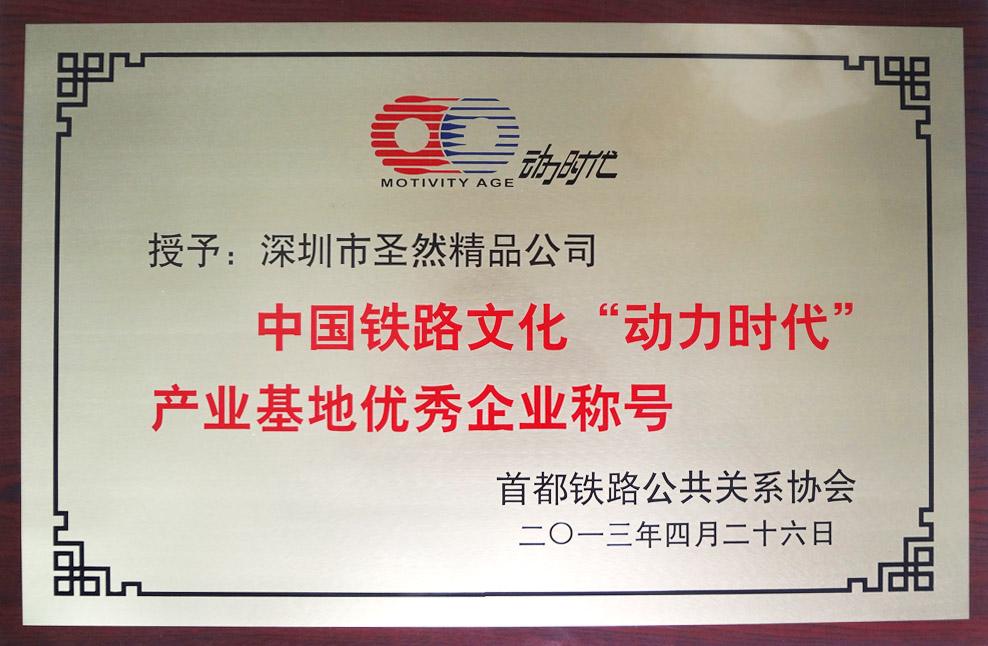 MOTIVITY AGE 动力时代
授予：深圳市圣然精品公司
中国铁路文化“动力时代”
产业基地优秀企业称号
首都铁路公共关系协会
二〇一三年四月二十六日